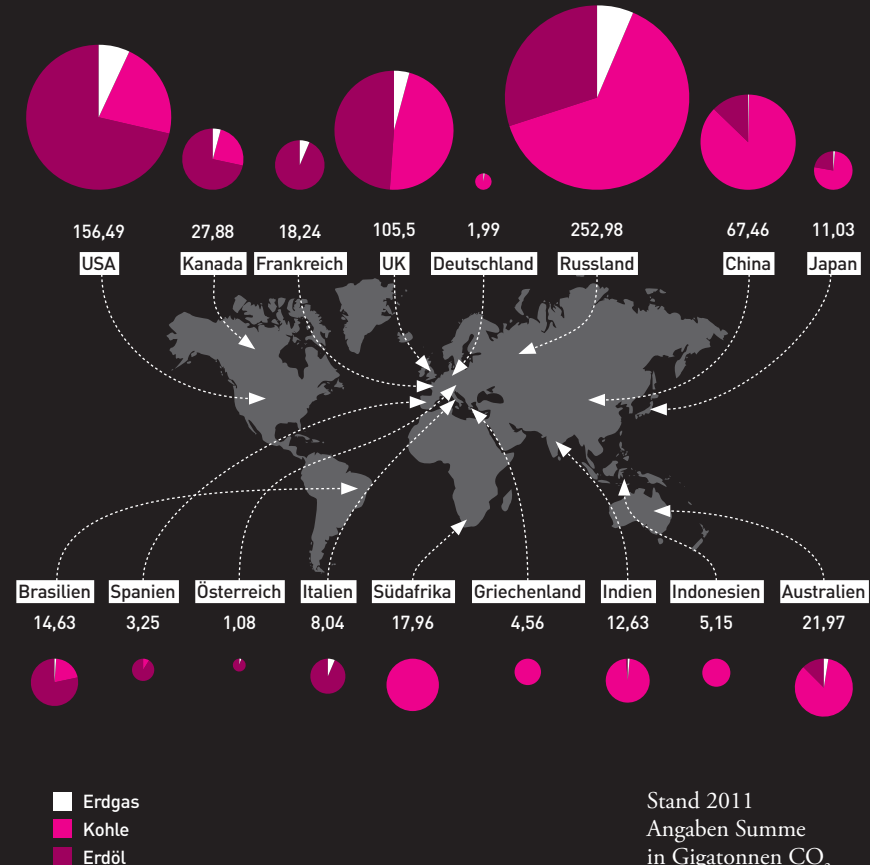 156,49 27,88 18,24 105,5 1,99 252,98 67,46 11,03
USA Kanada Frankreich UK Deutschland Russland China Japan
Brasilien Spanien Österreich Italien Südafrika Griechenland Indien Indonesien Australien
14,63 3,25 1,08 8,04 17,96 4,56 12,63 5,15 21,97
Erdgas
Kohle
Erdöl
Stand 2011
Angaben Summe
in Gigatonnen CO₂